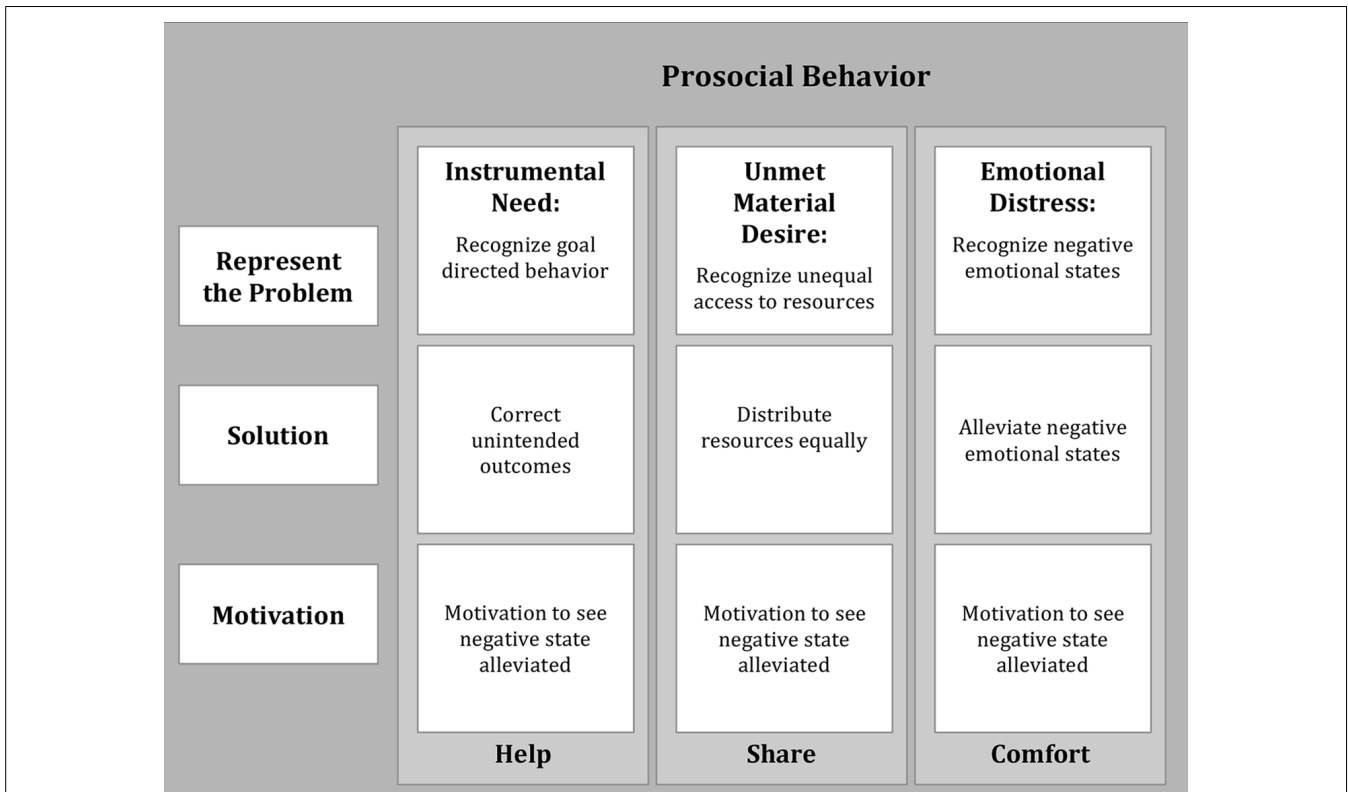 Prosocial Behavior
Instrumental
Need:
Recognize goal
directed behavior
Unmet
Material
Desire:
Recognize unequal
access to resources
Emotional
Distress:
Recognize negative
emotional states
Represent
the Problem
Solution
Correct
unintended
outcomes
Distribute
resources equally
Alleviate negative
emotional states
Motivation
Motivation to see
negative state
alleviated
Motivation to see
negative state
alleviated
Motivation to see
negative state
alleviated
Help
Share
Comfort